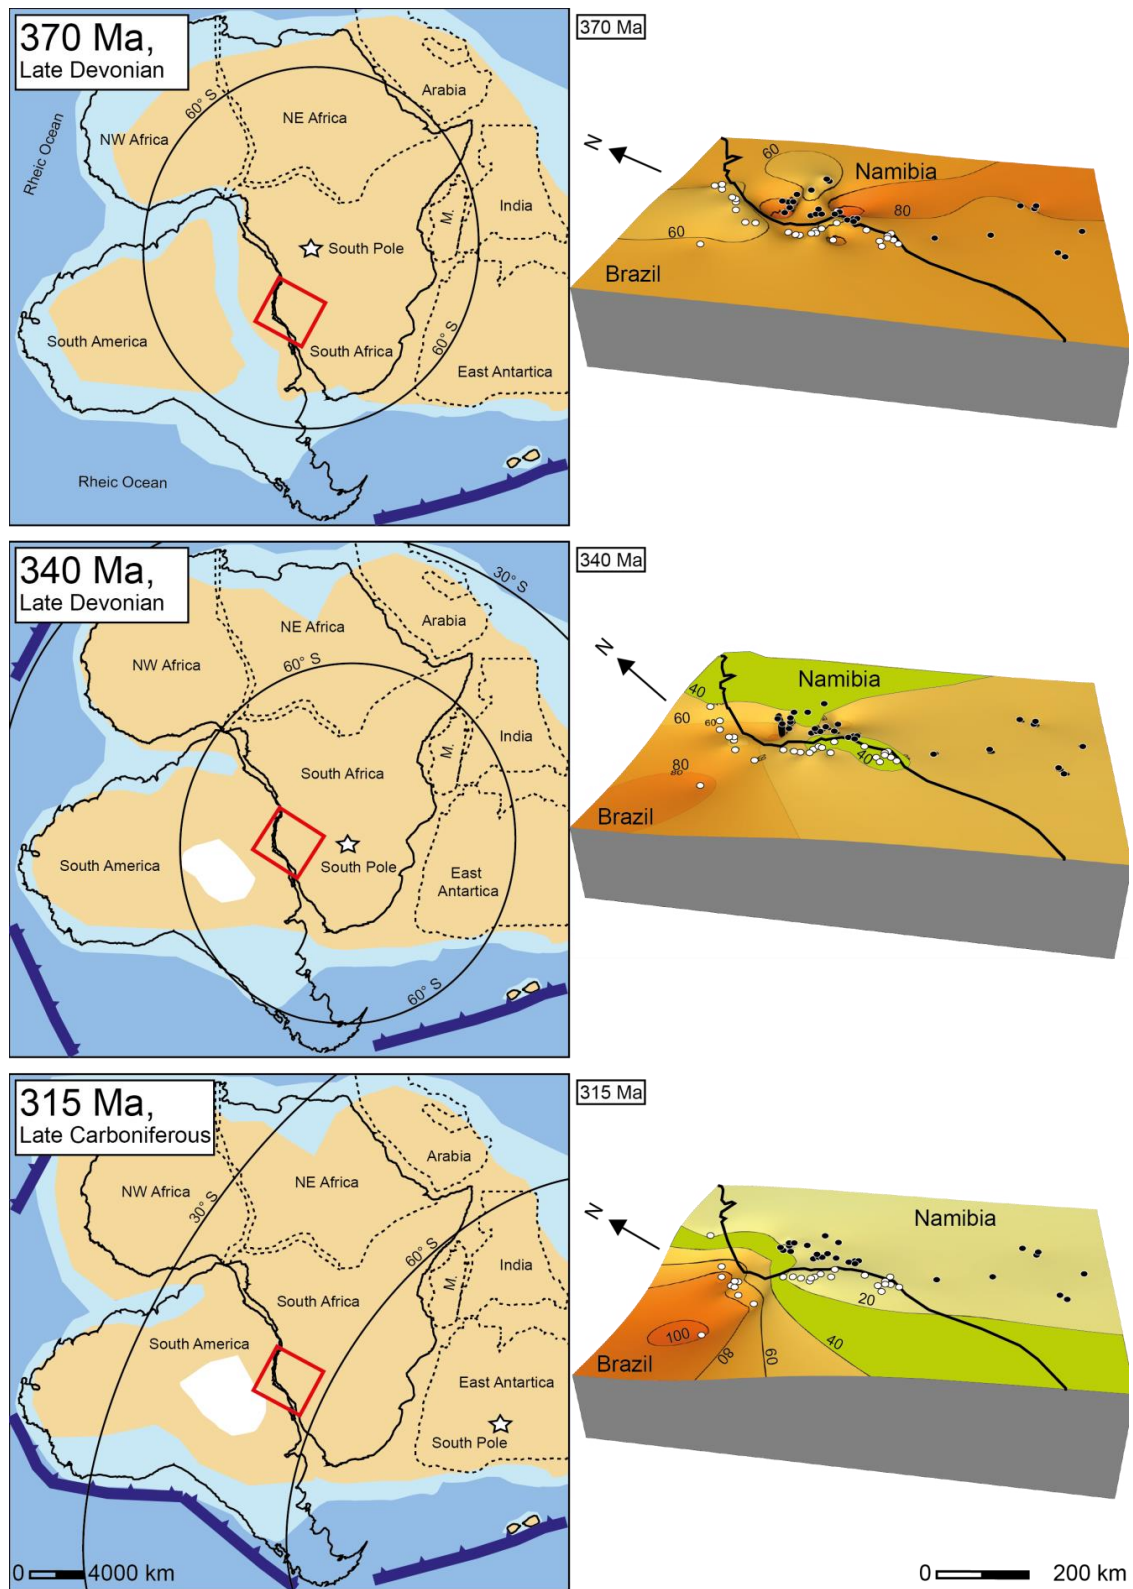 370 Ma,
Late Devonian
Rheic Ocean
NW Africa
60° S
NE Africa
Arabia
India
M.
South Pole
South America
South Africa
60° S
East Antartica
Rheic Ocean
370 Ma
N
60
Namibia
80
60
Brazil
340 Ma,
Late Devonian
30° S
Arabia
NE Africa
NW Africa
60° S
India
M.
South Africa
South America
South Pole
East
Antartica
60° S
340 Ma
N
Namibia
40
60
60
40
80
80
Brazil
315 Ma,
Late Carboniferous
Arabia
NE Africa
NW Africa
30° S
60° S
India
M.
South Africa
South America
East Antartica
South Pole
0
4000 km
315 Ma
N
Namibia
20
40
60
80
100
Brazil
0
200 km